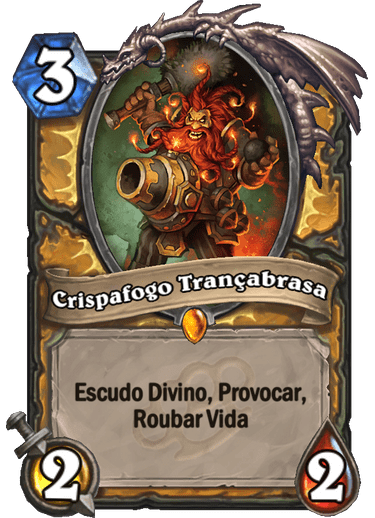 3
Crispafogo Trançabrasa
Escudo Divino, Provocar,
Roubar Vida
2
2